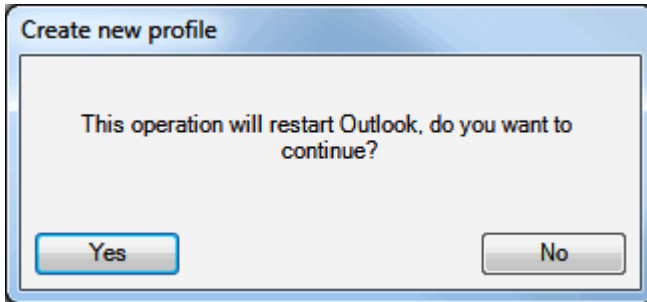 Create new profile
This operation will restart Outlook, do you want to
continue?
Yes
No